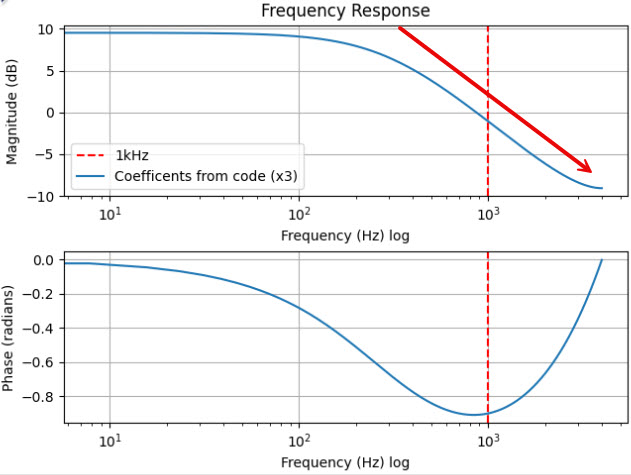 Frequency Response
10
5
0
−5
−10
Magnitude (dB)
1kHz
Coefficents from code (x3)
10¹
10²
10³
Frequency (Hz) log
0.0
−0.2
−0.4
−0.6
−0.8
Phase (radians)
10¹
10²
10³
Frequency (Hz) log